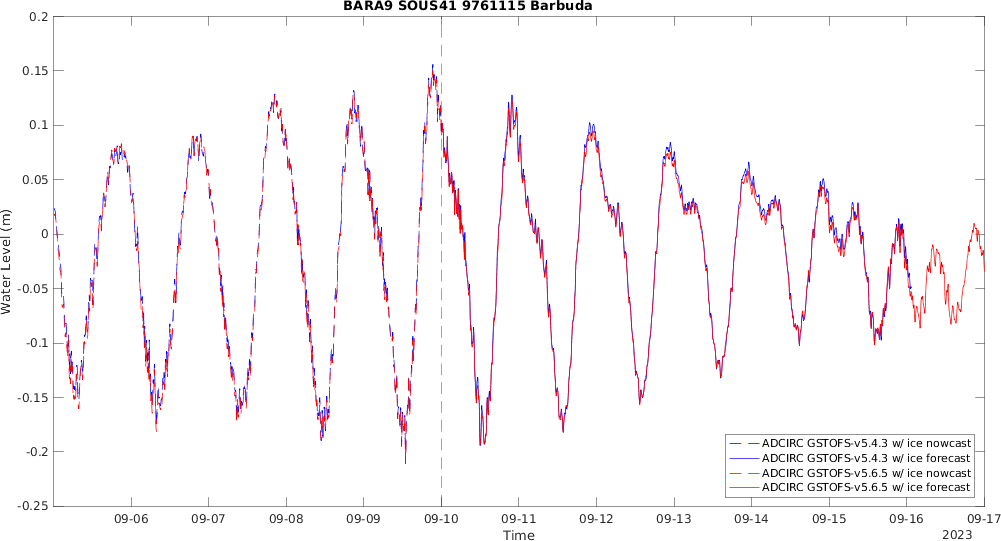 BARA9 SOUS41 9761115 Barbuda
0.2
0.15
0.1
0.05
0
-0.05
-0.1
-0.15
-0.2
-0.25
Water Level (m)
ADCIRC GSTOFS-v5.4.3 w/ ice nowcast
ADCIRC GSTOFS-v5.4.3 w/ ice forecast
ADCIRC GSTOFS-v5.6.5 w/ ice nowcast
ADCIRC GSTOFS-v5.6.5 w/ ice forecast
09-06 09-07 09-08 09-09 09-10 09-11 09-12 09-13 09-14 09-15 09-16 09-17
Time
2023